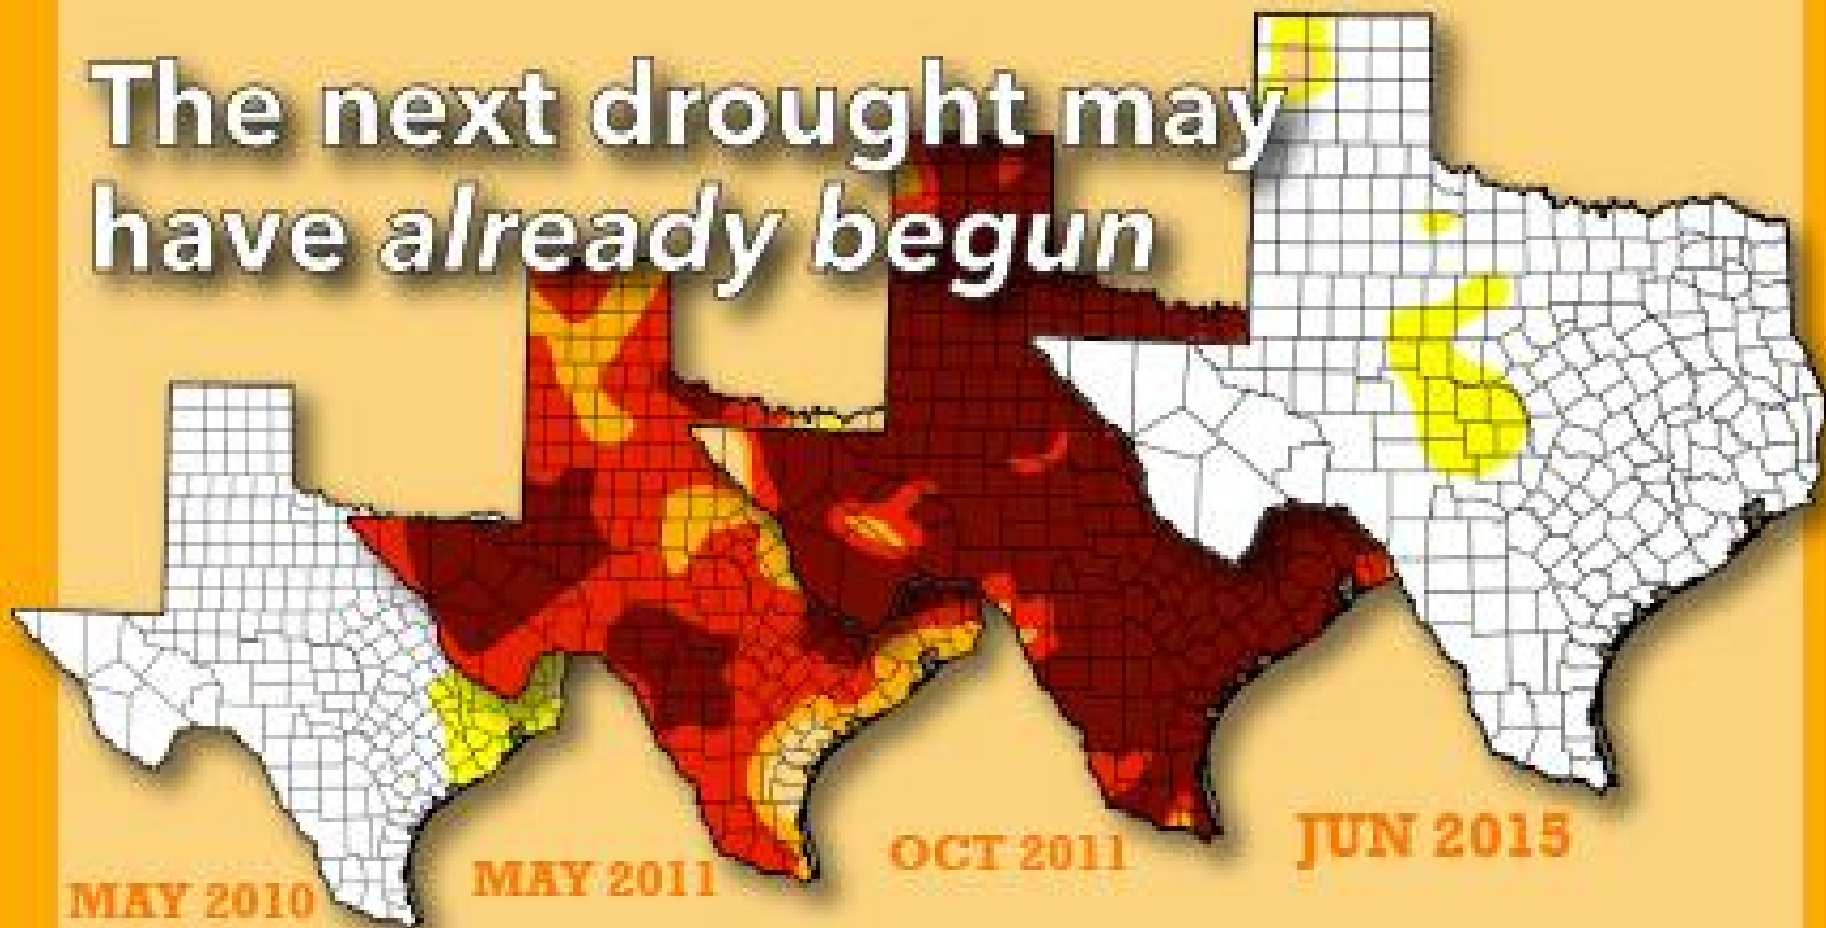 The next drought may
have already begun
MAY 2010
MAY 2011
OCT 2011
JUN 2015